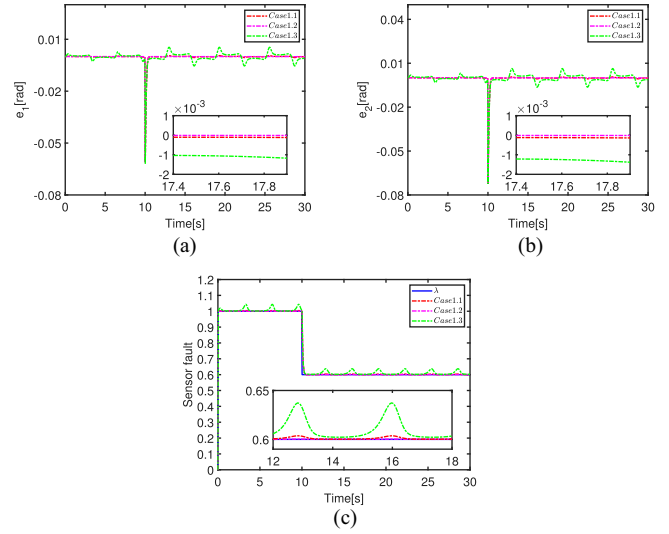 Case1.1
Case1.2
Case1.3
0.01
-0.02
-0.05
-0.08
e1[rad]
×10-3
1
0
-1
-2
17.4 17.6 17.8
0 5 10 15 20 25 30
Time[s]
(a)
Case1.1
Case1.2
Case1.3
0.04
0.01
-0.02
-0.05
-0.08
e2[rad]
×10-3
1
0
-1
-2
17.4 17.6 17.8
0 5 10 15 20 25 30
Time[s]
(b)
λ
Case1.1
Case1.2
Case1.3
1.2
1.1
1
0.9
0.8
0.7
0.6
0.5
0.4
0.3
0.2
0.1
0
Sensor fault
0.65
0.6
12 14 16 18
0 5 10 15 20 25 30
Time[s]
(c)